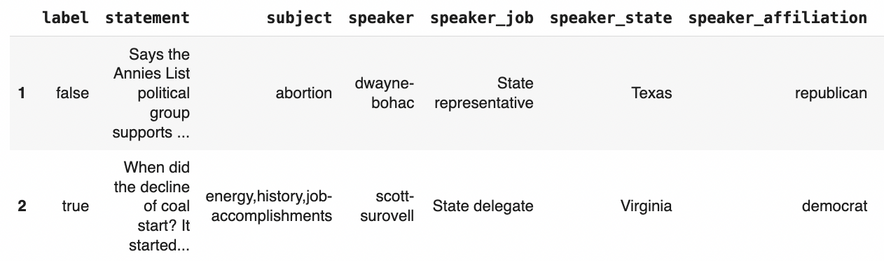 label statement subject speaker speaker_job speaker_state speaker_affiliation
1 false Says the Annies List political group supports ... abortion dwayne-bohac State representative Texas republican
2 true When did the decline of coal start? It started... energy,history,job-accomplishments scott-surovell State delegate Virginia democrat